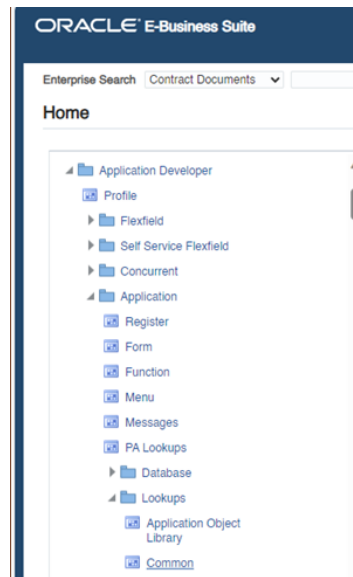 ORACLE E-Business Suite
Enterprise Search Contract Documents
Home
Application Developer
Profile
Flexfield
Self Service Flexfield
Concurrent
Application
Register
Form
Function
Menu
Messages
PA Lookups
Database
Lookups
Application Object
Library
Common